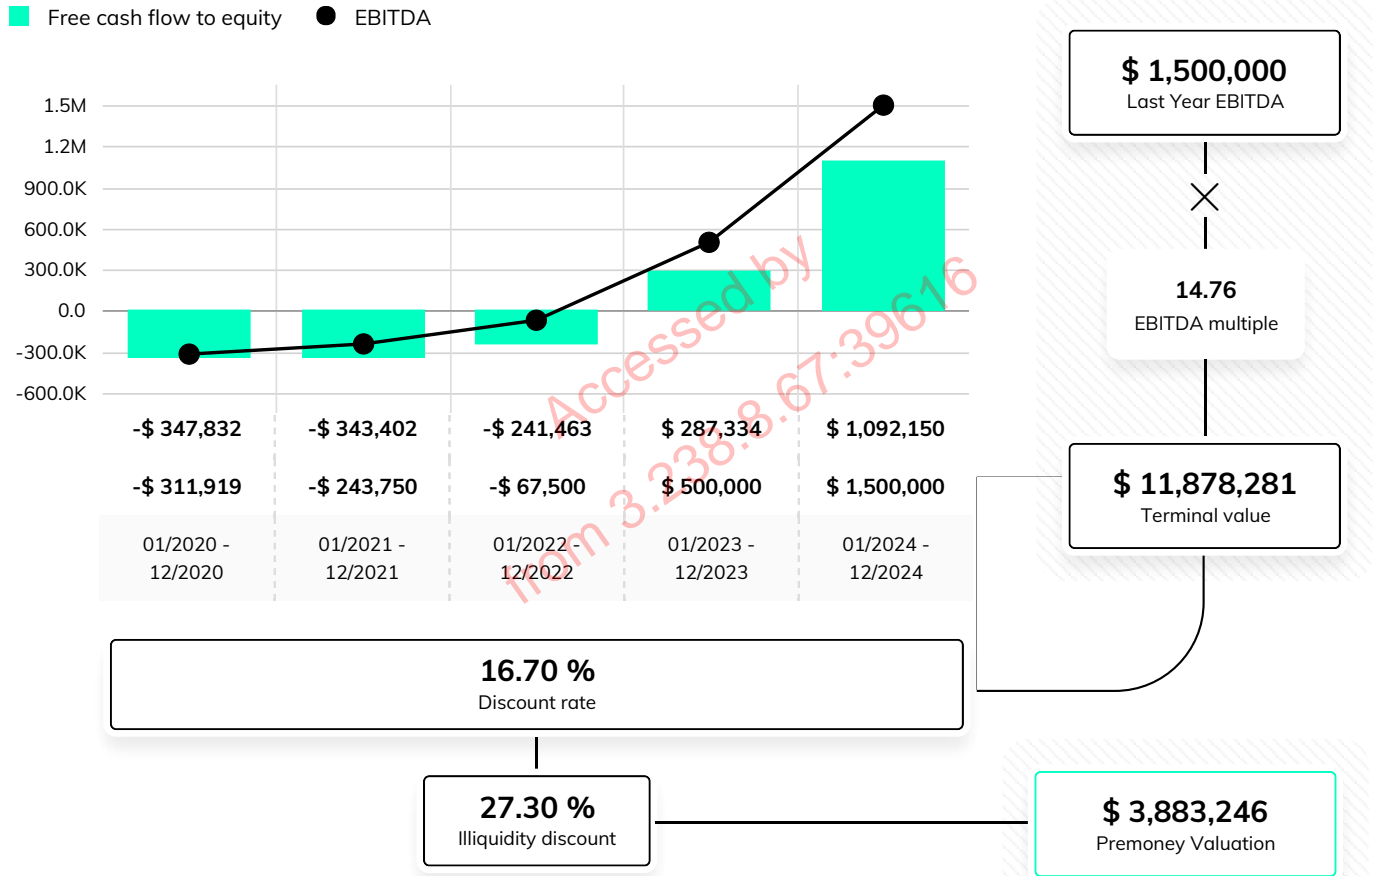 Free cash flow to equity
EBITDA
1.5M
1.2M
900.0K
600.0K
300.0K
0.0
-300.0K
-600.0K
-$ 347,832
-$ 343,402
-$ 241,463
$ 287,334
$ 1,092,150
-$ 311,919
-$ 243,750
-$ 67,500
$ 500,000
$ 1,500,000
01/2020 -
12/2020
01/2021 -
12/2021
01/2022 -
12/2022
01/2023 -
12/2023
01/2024 -
12/2024
Accessed by
from 3.238.8.67:39616
$ 1,500,000
Last Year EBITDA
14.76
EBITDA multiple
$ 11,878,281
Terminal value
16.70 %
Discount rate
27.30 %
Illiquidity discount
$ 3,883,246
Premoney Valuation